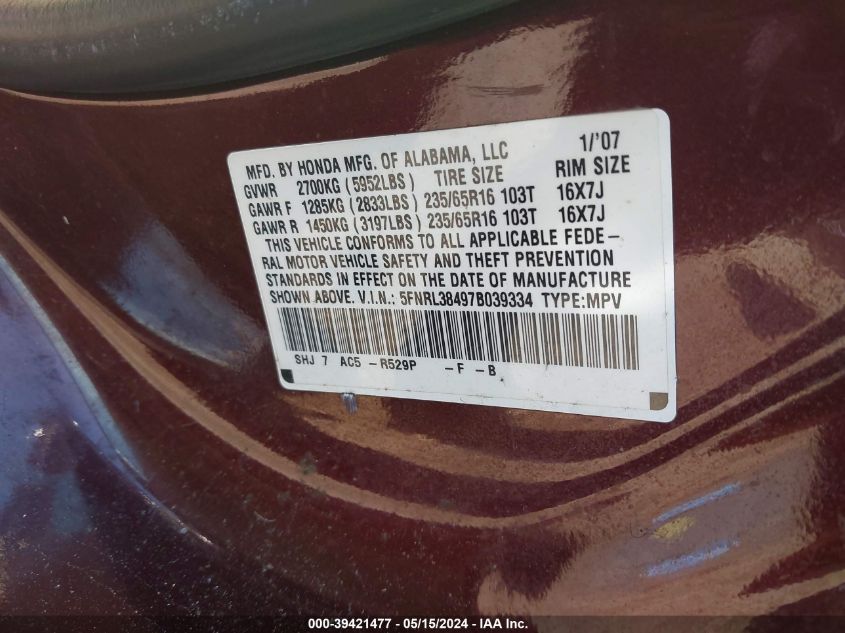 1/'07
MFD. BY HONDA MFG. OF ALABAMA, LLC
GVWR 2700KG (5952LBS) TIRE SIZE RIM SIZE
GAWR F 1285KG (2833LBS) 235/65R16 103T 16X7J
GAWR R 1450KG (3197LBS) 235/65R16 103T 16X7J
THIS VEHICLE CONFORMS TO ALL APPLICABLE FEDE-
RAL MOTOR VEHICLE SAFETY AND THEFT PREVENTION
STANDARDS IN EFFECT ON THE DATE OF MANUFACTURE
SHOWN ABOVE. V.I.N.: 5FNRL38497B039334 TYPE:MPV
SHJ 7 AC5 -R529P -F -B
000-39421477 - 05/15/2024 - IAA Inc.